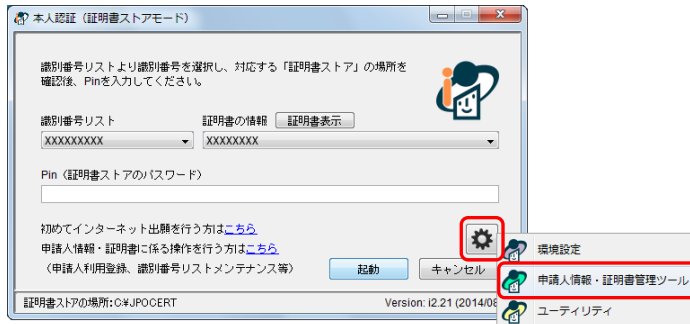 本人認証（証明書ストアモード）
識別番号リストより識別番号を選択し、対応する「証明書ストア」の場所を
確認後、Pinを入力してください。
識別番号リスト
証明書の情報 証明書表示
XXXXXXXXX
XXXXXXXX
Pin（証明書ストアのパスワード）
初めてインターネット出願を行う方はこちら
申請人情報・証明書に係る操作を行う方はこちら
（申請人利用登録、識別番号リストメンテナンス等）
起動
キャンセル
環境設定
申請人情報・証明書管理ツール
ユーティリティ
証明書ストアの場所:C¥JPOCERT
Version: i2.21 (2014/08